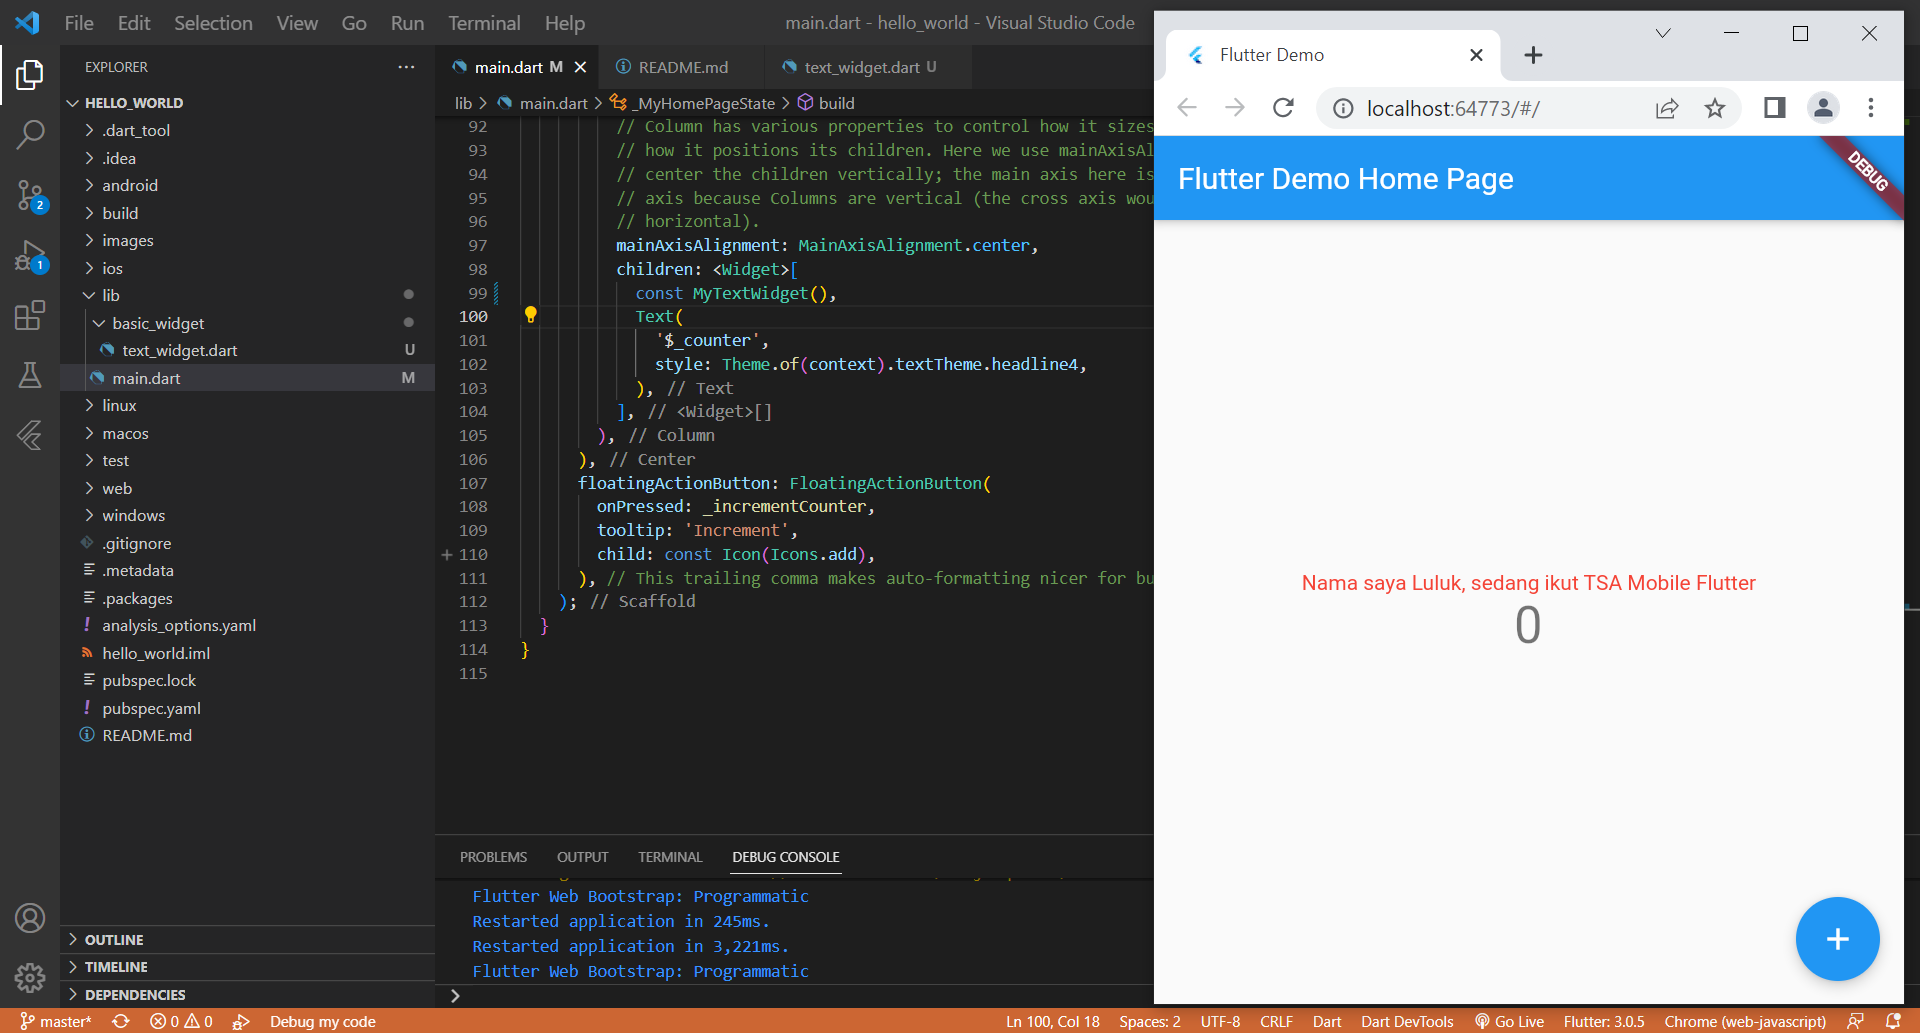 File Edit Selection View Go Run Terminal Help
main.dart - hello_world - Visual Studio Code
EXPLORER
HELLO_WORLD
.dart_tool
.idea
android
build
images
ios
lib
basic_widget
text_widget.dart U
main.dart M
linux
macos
test
web
windows
.gitignore
.metadata
.packages
analysis_options.yaml
hello_world.iml
pubspec.lock
pubspec.yaml
README.md
OUTLINE
TIMELINE
DEPENDENCIES
2
1
main.dart M README.md text_widget.dart U
lib > main.dart > _MyHomePageState > build
92 // Column has various properties to control how it sizes
93 // how it positions its children. Here we use mainAxisAl
94 // center the children vertically; the main axis here is
95 // axis because Columns are vertical (the cross axis wou
96 // horizontal).
97 mainAxisAlignment: MainAxisAlignment.center,
98 children: <Widget>[
99 const MyTextWidget(),
100 Text(
101 '$_counter',
102 style: Theme.of(context).textTheme.headline4,
103 ), // Text
104 ], // <Widget>[]
105 ), // Column
106 ), // Center
107 floatingActionButton: FloatingActionButton(
108 onPressed: _incrementCounter,
109 tooltip: 'Increment',
110 child: const Icon(Icons.add),
111 ), // This trailing comma makes auto-formatting nicer for bu
112 ); // Scaffold
113 }
114 }
115
PROBLEMS OUTPUT TERMINAL DEBUG CONSOLE
Flutter Web Bootstrap: Programmatic
Restarted application in 245ms.
Restarted application in 3,221ms.
Flutter Web Bootstrap: Programmatic
Flutter Demo
localhost:64773/#/
Flutter Demo Home Page
DEBUG
Nama saya Luluk, sedang ikut TSA Mobile Flutter
0
master* 0 0 Debug my code Ln 100, Col 18 Spaces: 2 UTF-8 CRLF Dart Dart DevTools Go Live Flutter: 3.0.5 Chrome (web-javascript)